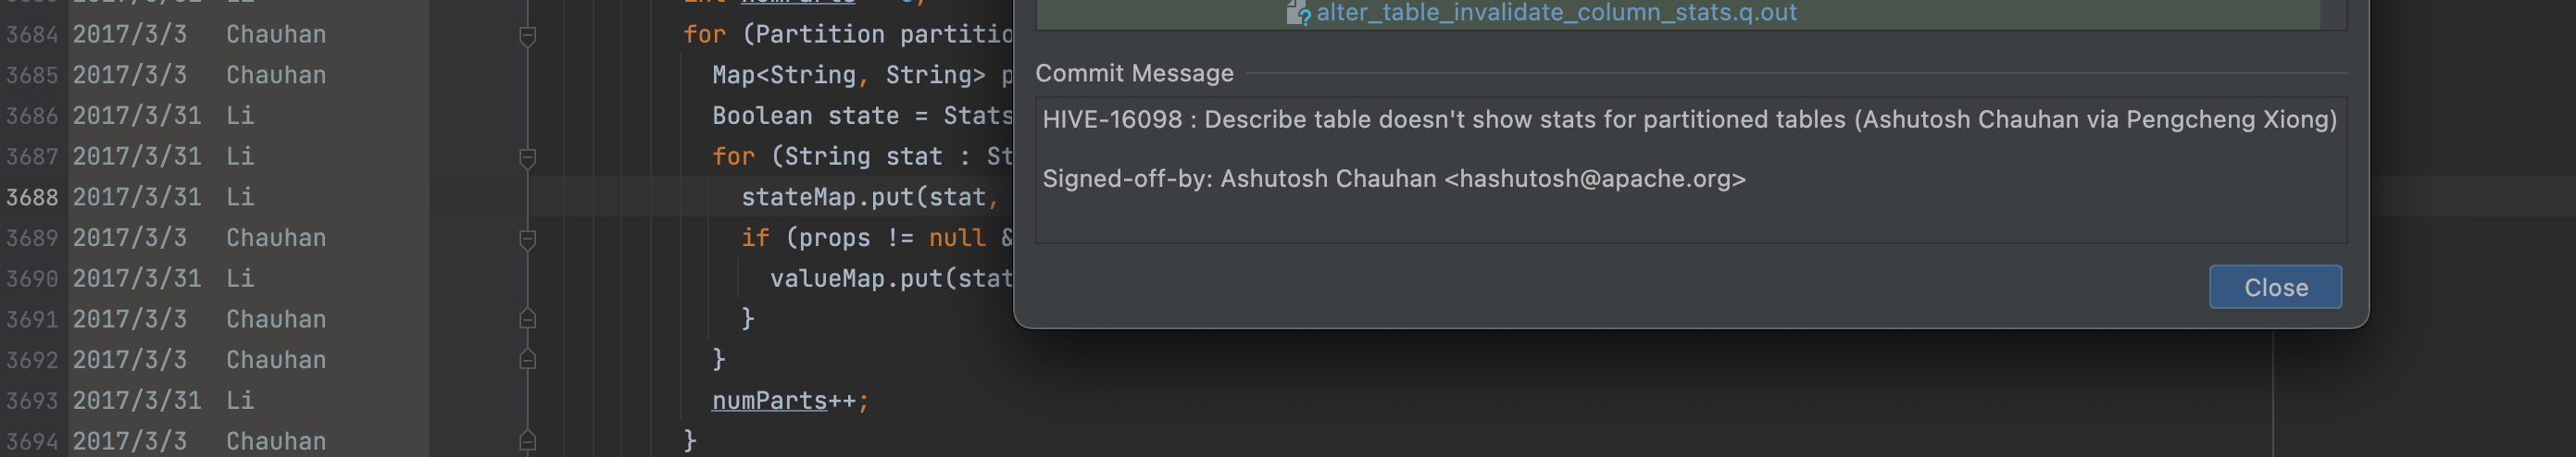 int numParts
3684 2017/3/3 Chauhan for (Partition partitio
3685 2017/3/3 Chauhan Map<String, String> p
3686 2017/3/31 Li Boolean state = Stats
3687 2017/3/31 Li for (String stat : St
3688 2017/3/31 Li stateMap.put(stat,
3689 2017/3/3 Chauhan if (props != null &
3690 2017/3/31 Li valueMap.put(stat
3691 2017/3/3 Chauhan }
3692 2017/3/3 Chauhan }
3693 2017/3/31 Li numParts++;
3694 2017/3/3 Chauhan }
alter_table_invalidate_column_stats.q.out
Commit Message
HIVE-16098 : Describe table doesn't show stats for partitioned tables (Ashutosh Chauhan via Pengcheng Xiong)
Signed-off-by: Ashutosh Chauhan <hashutosh@apache.org>
Close